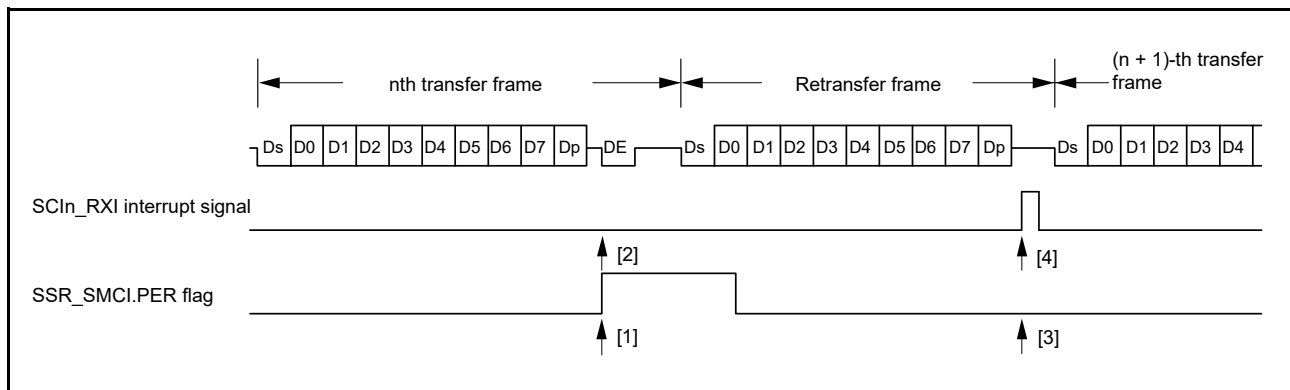 nth transfer frame
Retransfer frame
(n + 1)-th transfer
frame
Ds D0 D1 D2 D3 D4 D5 D6 D7 Dp DE Ds D0 D1 D2 D3 D4 D5 D6 D7 Dp Ds D0 D1 D2 D3 D4
SCIn_RXI interrupt signal
[2] [4]
SSR_SMCI.PER flag
[1] [3]